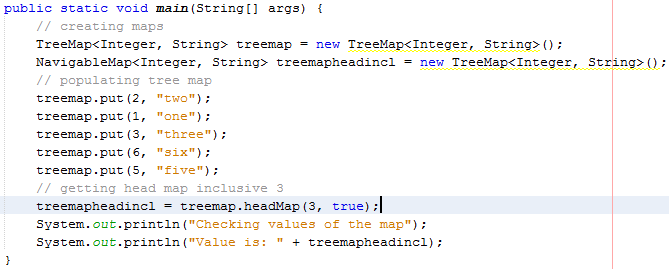 public static void main(String[] args) {
    // creating maps
    TreeMap<Integer, String> treemap = new TreeMap<Integer, String>();
    NavigableMap<Integer, String> treemapheadincl = new TreeMap<Integer, String>();
    // populating tree map
    treemap.put(2, "two");
    treemap.put(1, "one");
    treemap.put(3, "three");
    treemap.put(6, "six");
    treemap.put(5, "five");
    // getting head map inclusive 3
    treemapheadincl = treemap.headMap(3, true);
    System.out.println("Checking values of the map");
    System.out.println("Value is: " + treemapheadincl);
}